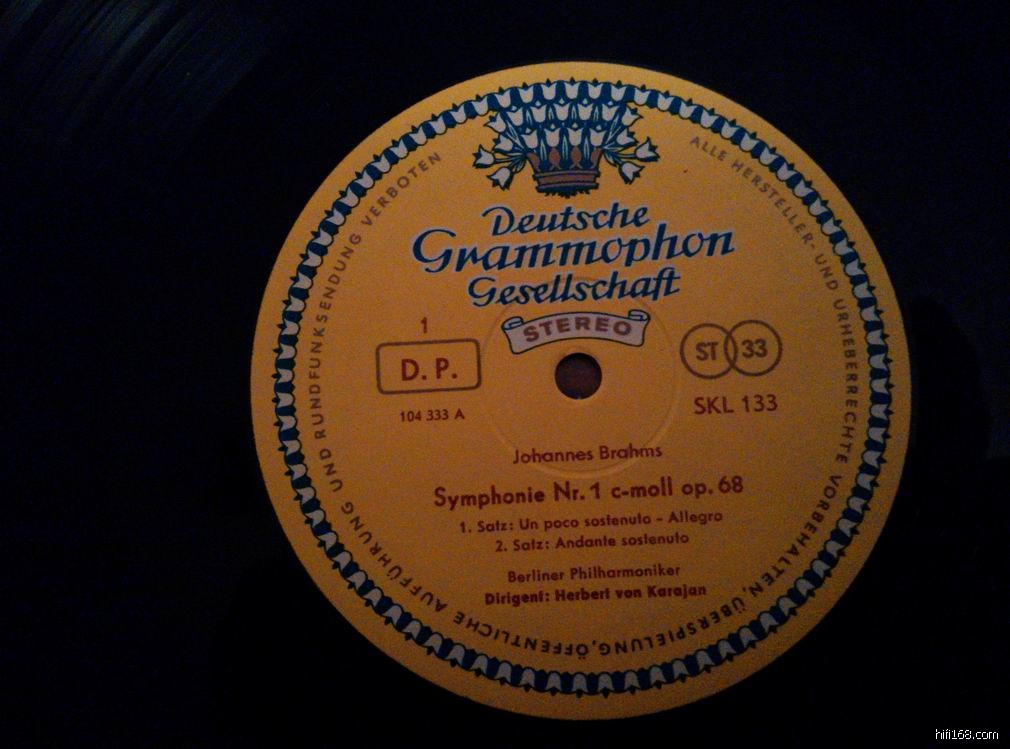 Deutsche
Grammophon
Gesellschaft
STEREO
1
D. P.
104 333 A
ST 33
SKL 133
Johannes Brahms
Symphonie Nr. 1 c-moll op. 68
1. Satz: Un poco sostenuto - Allegro
2. Satz: Andante sostenuto
Berliner Philharmoniker
Dirigent: Herbert von Karajan
ALLE HERSTELLER- UND URHEBERRECHTE VORBEHALTEN, ÜBERSPIELUNG, ÖFFENTLICHE AUFFÜHRUNG UND RUNDFUNKSENDUNG VERBOTEN
hifi168.com